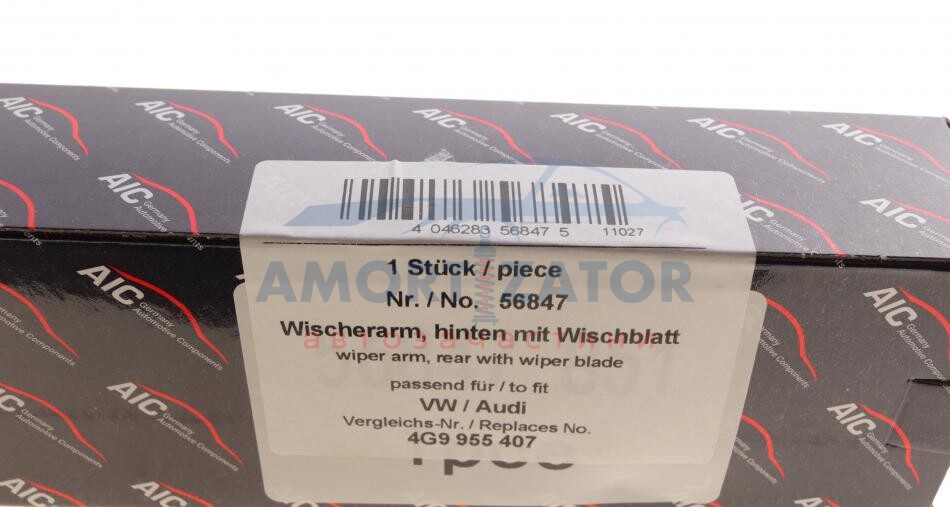 AIC Germany Automotive Components
4 046283 56847 5 11027
1 Stück / piece
Nr. / No. 56847
Wischerarm, hinten mit Wischblatt
wiper arm, rear with wiper blade
passend für / to fit
VW / Audi
Vergleichs-Nr. / Replaces No.
4G9 955 407
AMORTIZATOR
автозапчастини